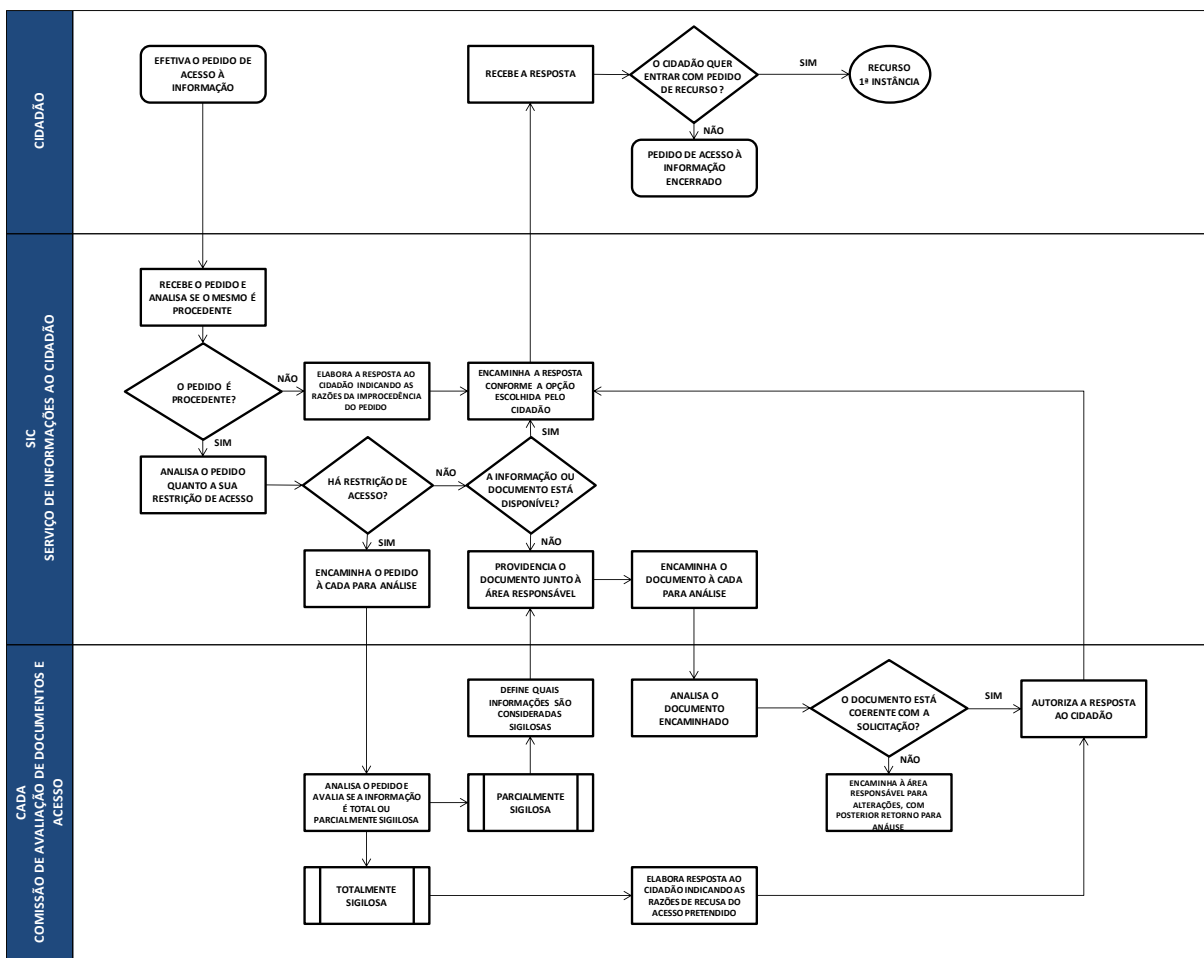 CIDADÃO
EFETIVA O PEDIDO DE
ACESSO À
INFORMAÇÃO
RECEBE A RESPOSTA
O CIDADÃO QUER
ENTRAR COM PEDIDO
DE RECURSO ?
SIM
RECURSO
1ª INSTÂNCIA
NÃO
PEDIDO DE ACESSO À
INFORMAÇÃO
ENCERRADO
SIC
SERVIÇO DE INFORMAÇÕES AO CIDADÃO
RECEBE O PEDIDO E
ANALISA SE O MESMO É
PROCEDENTE
O PEDIDO É
PROCEDENTE?
NÃO
ELABORA A RESPOSTA AO
CIDADÃO INDICANDO AS
RAZÕES DA IMPROCEDÊNCIA
DO PEDIDO
ENCAMINHA A RESPOSTA
CONFORME A OPÇÃO
ESCOLHIDA PELO
CIDADÃO
SIM
SIM
ANALISA O PEDIDO
QUANTO A SUA
RESTRIÇÃO DE ACESSO
HÁ RESTRIÇÃO DE
ACESSO?
NÃO
A INFORMAÇÃO OU
DOCUMENTO ESTÁ
DISPONÍVEL?
SIM
NÃO
ENCAMINHA O PEDIDO
À CADA PARA ANÁLISE
PROVIDENCIA O
DOCUMENTO JUNTO À
ÁREA RESPONSÁVEL
ENCAMINHA O
DOCUMENTO À CADA
PARA ANÁLISE
CADA
COMISSÃO DE AVALIAÇÃO DE DOCUMENTOS E
ACESSO
DEFINE QUAIS
INFORMAÇÕES SÃO
CONSIDERADAS
SIGILOSAS
ANALISA O
DOCUMENTO
ENCAMINHADO
O DOCUMENTO ESTÁ
COERENTE COM A
SOLICITAÇÃO?
SIM
AUTORIZA A RESPOSTA
AO CIDADÃO
NÃO
ANALISA O PEDIDO E
AVALIA SE A INFORMAÇÃO
É TOTAL OU
PARCIALMENTE SIGIILOSA
PARCIALMENTE
SIGILOSA
ENCAMINHA À ÁREA
RESPONSÁVEL PARA
ALTERAÇÕES, COM
POSTERIOR RETORNO PARA
ANÁLISE
TOTALMENTE
SIGILOSA
ELABORA RESPOSTA AO
CIDADÃO INDICANDO AS
RAZÕES DE RECUSA DO
ACESSO PRETENDIDO